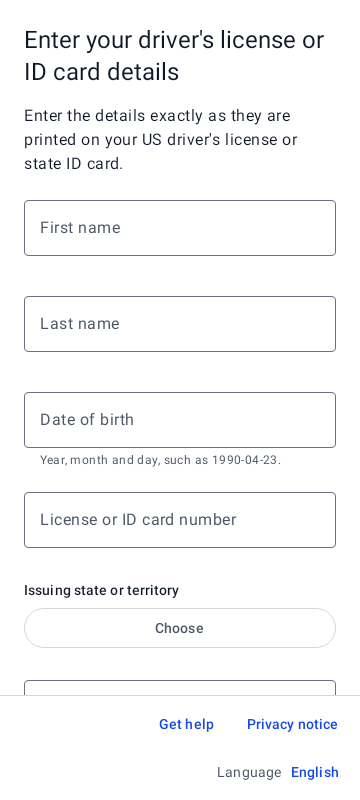 Enter your driver's license or
ID card details
Enter the details exactly as they are
printed on your US driver's license or
state ID card.
First name
Last name
Date of birth
Year, month and day, such as 1990-04-23.
License or ID card number
Issuing state or territory
Choose
Get help Privacy notice
Language English